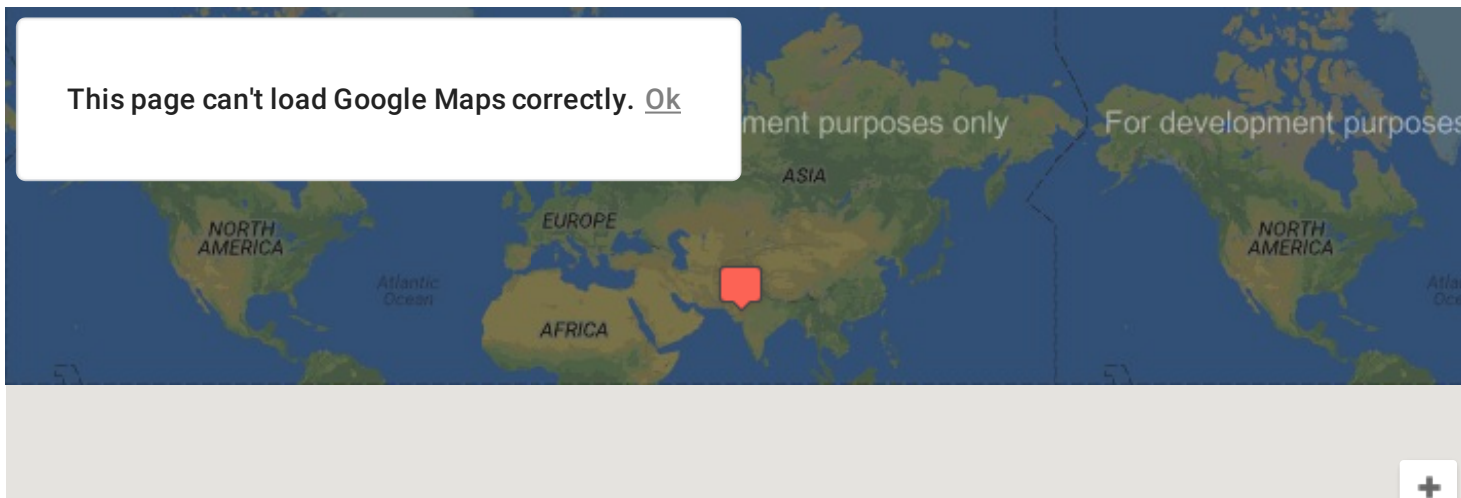 This page can't load Google Maps correctly. Ok
ment purposes only
For development purposes
ASIA
NORTH
AMERICA
EUROPE
NORTH
AMERICA
Atlantic
Ocean
AFRICA